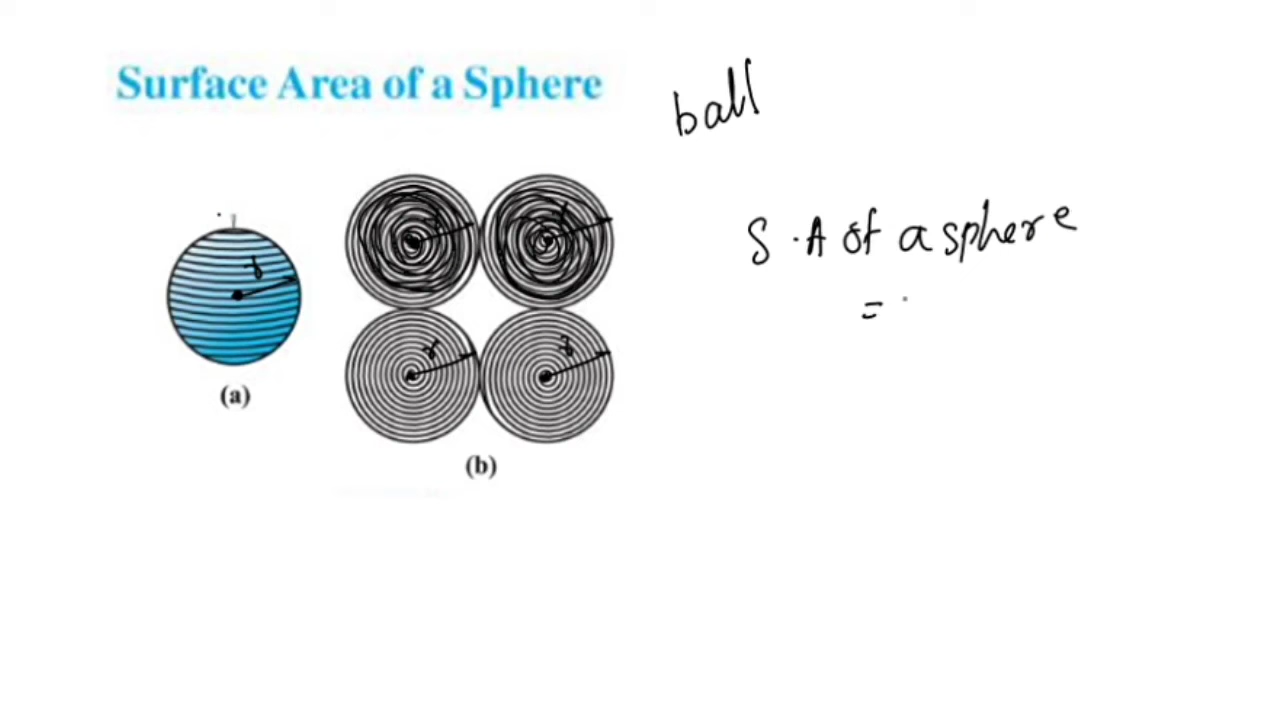 Surface Area of a Sphere
ball
S.A of a sphere
=
r
r
r
r
r
(a)
(b)